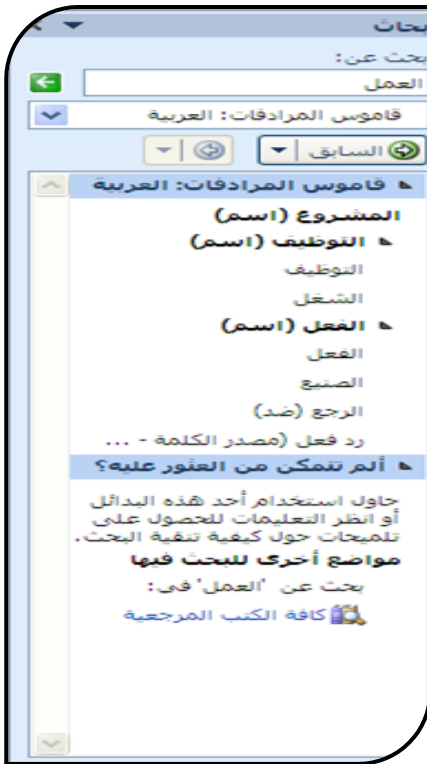 بحاث
بحث عن:
العمل
قاموس المرادفات: العربية
السابق
قاموس المرادفات: العربية
المشروع (اسم)
التوظيف (اسم)
التوظيف
الشغل
الفعل (اسم)
الفعل
الصنيع
الرجع (ضد)
رد فعل (مصدر الكلمة - ...
ألم تتمكن من العثور عليه؟
حاول استخدام أحد هذه البدائل
أو انظر التعليمات للحصول على
تلميحات حول كيفية تنقية البحث.
مواضع أخرى للبحث فيها
بحث عن 'العمل' في:
كافة الكتب المرجعية